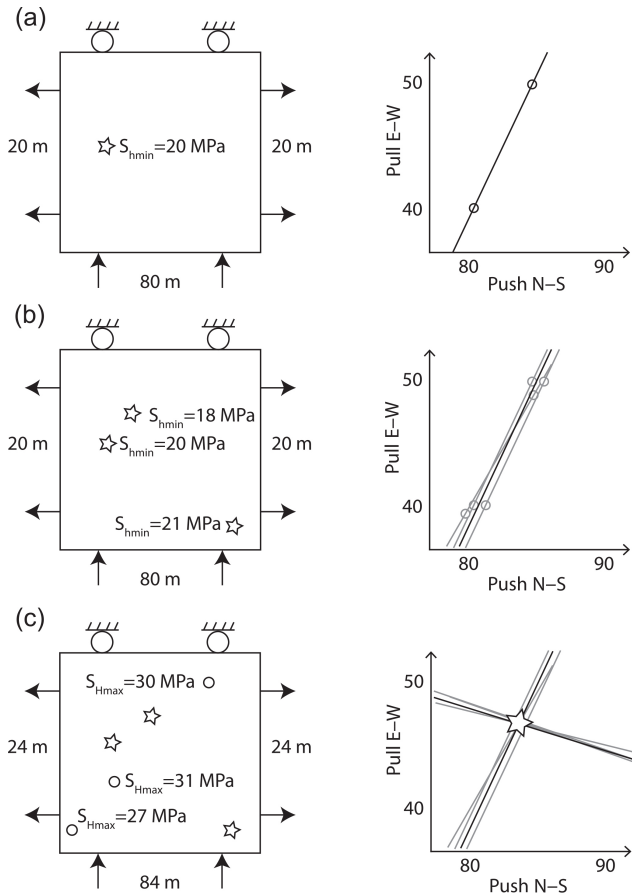 (a)
20 m
S_hmin=20 MPa
20 m
80 m
50
40
Pull E–W
80
90
Push N–S
(b)
S_hmin=18 MPa
20 m
S_hmin=20 MPa
20 m
S_hmin=21 MPa
80 m
50
40
Pull E–W
80
90
Push N–S
(c)
S_Hmax=30 MPa
24 m
24 m
S_Hmax=31 MPa
S_Hmax=27 MPa
84 m
50
40
Pull E–W
80
90
Push N–S